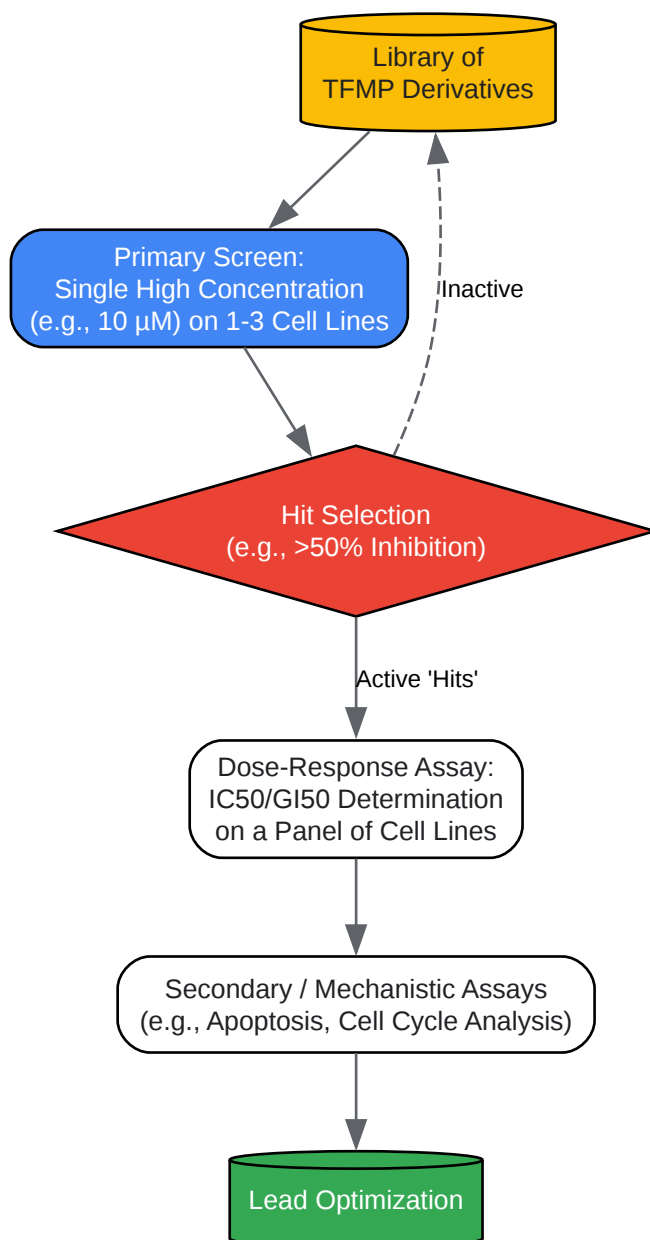 Library of
TFMP Derivatives
Primary Screen:
Single High Concentration
(e.g., 10 µM) on 1-3 Cell Lines
Inactive
Hit Selection
(e.g., >50% Inhibition)
Active 'Hits'
Dose-Response Assay:
IC50/GI50 Determination
on a Panel of Cell Lines
Secondary / Mechanistic Assays
(e.g., Apoptosis, Cell Cycle Analysis)
Lead Optimization